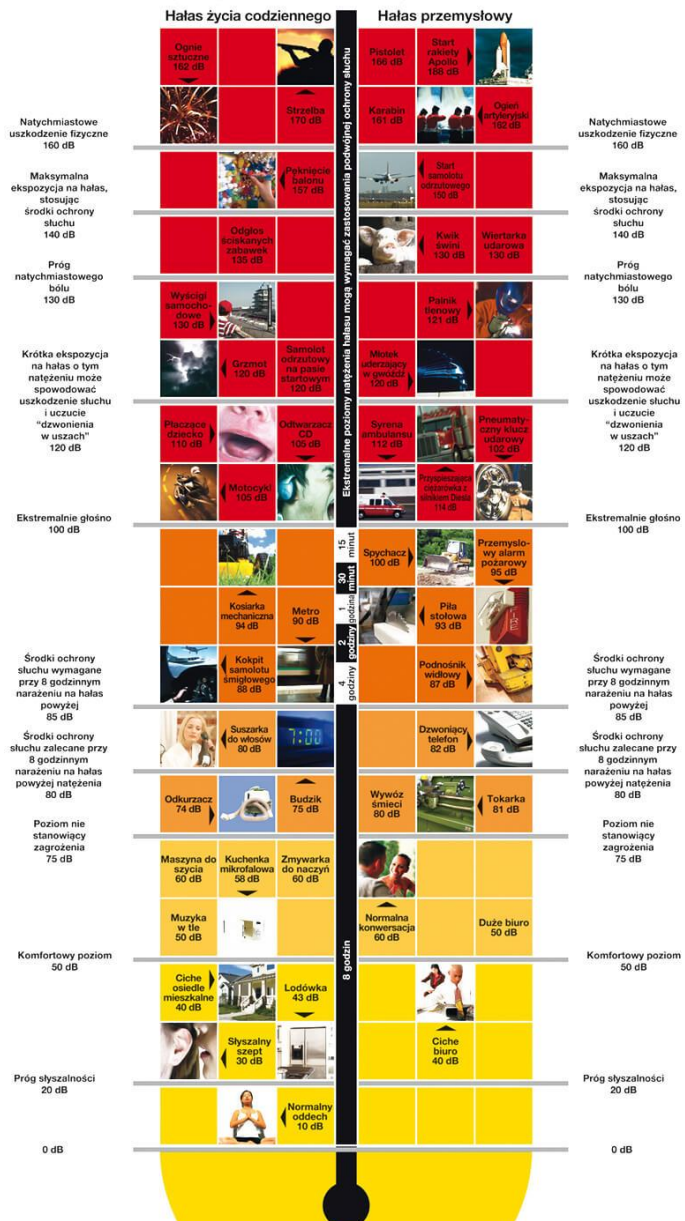 Hałas życia codziennego
Hałas przemysłowy
Ognie
sztuczne
162 dB
Strzelba
170 dB
Pistolet
166 dB
Start
rakiety
Apollo
188 dB
Karabin
161 dB
Ogień
artyleryjski
162 dB
Natychmiastowe
uszkodzenie fizyczne
160 dB
Natychmiastowe
uszkodzenie fizyczne
160 dB
Pęknięcie
balonu
157 dB
Start
samolotu
odrzutowego
150 dB
Maksymalna
ekspozycja na hałas,
stosując
środki ochrony
słuchu
140 dB
Maksymalna
ekspozycja na hałas,
stosując
środki ochrony
słuchu
140 dB
Odgłos
ściskanych
zabawek
135 dB
Kwik
świni
130 dB
Wiertarka
udarowa
130 dB
Próg
natychmiastowego
bólu
130 dB
Próg
natychmiastowego
bólu
130 dB
Wyścigi
samocho-
dowe
130 dB
Grzmot
120 dB
Samolot
odrzutowy
na pasie
startowym
120 dB
Palnik
tlenowy
121 dB
Młotek
uderzający
w gwóźdź
120 dB
Krótka ekspozycja
na hałas o tym
natężeniu może
spowodować
uszkodzenie słuchu
i uczucie
“dzwonienia
w uszach”
120 dB
Krótka ekspozycja
na hałas o tym
natężeniu może
spowodować
uszkodzenie słuchu
i uczucie
“dzwonienia
w uszach”
120 dB
Płaczące
dziecko
110 dB
Odtwarzacz
CD
105 dB
Motocykl
105 dB
Syrena
ambulansu
112 dB
Pneumaty-
czny klucz
udarowy
102 dB
Przyspieszająca
ciężarówka z
silnikiem Diesla
114 dB
Ekstremalne poziomy natężenia hałasu mogą wymagać zastosowania podwójnej ochrony słuchu
Ekstremalnie głośno
100 dB
Ekstremalnie głośno
100 dB
15
minut
30
minut
1
godzina
2
godziny
4
godziny
8 godzin
Kosiarka
mechaniczna
94 dB
Metro
90 dB
Kokpit
samolotu
śmigłowego
88 dB
Spychacz
100 dB
Przemysło-
wy alarm
pożarowy
95 dB
Piła
stołowa
93 dB
Podnośnik
widłowy
87 dB
Środki ochrony
słuchu wymagane
przy 8 godzinnym
narażeniu na hałas
powyżej
85 dB
Środki ochrony
słuchu wymagane
przy 8 godzinnym
narażeniu na hałas
powyżej
85 dB
Suszarka
do włosów
80 dB
7:00
Dzwoniący
telefon
82 dB
Środki ochrony
słuchu zalecane przy
8 godzinnym
narażeniu na hałas
powyżej natężenia
80 dB
Środki ochrony
słuchu zalecane przy
8 godzinnym
narażeniu na hałas
powyżej natężenia
80 dB
Odkurzacz
74 dB
Budzik
75 dB
Wywóz
śmieci
80 dB
Tokarka
81 dB
Poziom nie
stanowiący
zagrożenia
75 dB
Poziom nie
stanowiący
zagrożenia
75 dB
Maszyna do
szycia
60 dB
Kuchenka
mikrofalowa
58 dB
Zmywarka
do naczyń
60 dB
Muzyka
w tle
50 dB
Normalna
konwersacja
60 dB
Duże biuro
50 dB
Komfortowy poziom
50 dB
Komfortowy poziom
50 dB
Ciche
osiedle
mieszkalne
40 dB
Lodówka
43 dB
Słyszalny
szept
30 dB
Ciche
biuro
40 dB
Próg słyszalności
20 dB
Próg słyszalności
20 dB
Normalny
oddech
10 dB
0 dB
0 dB